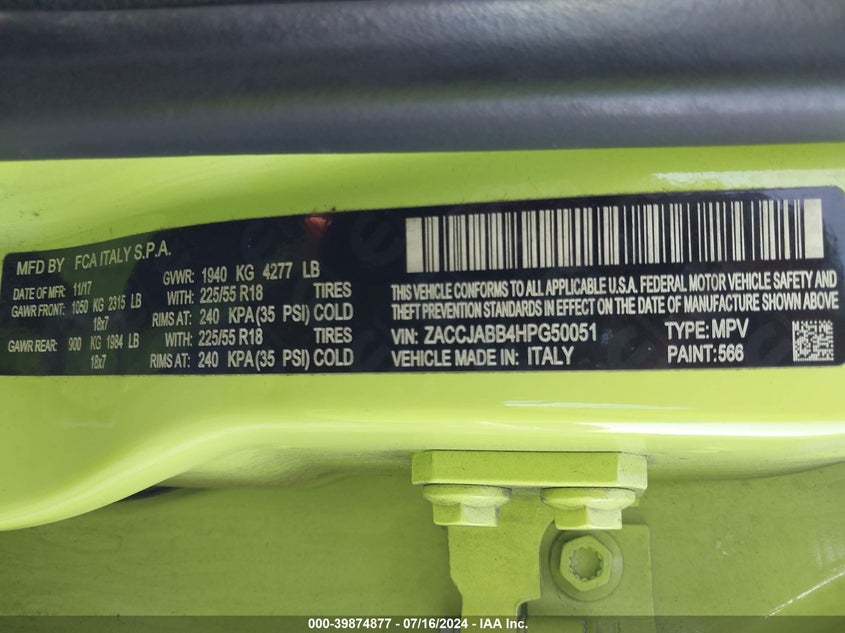 MFD BY FCA ITALY S.P.A.
DATE OF MFR: 11/17 GVWR: 1940 KG 4277 LB
GAWR FRONT: 1050 KG 2315 LB WITH: 225/55 R18 TIRES
18x7 RIMS AT: 240 KPA (35 PSI) COLD
GAWR REAR: 900 KG 1984 LB WITH: 225/55 R18 TIRES
18x7 RIMS AT: 240 KPA (35 PSI) COLD
THIS VEHICLE CONFORMS TO ALL APPLICABLE U.S.A. FEDERAL MOTOR VEHICLE SAFETY AND
THEFT PREVENTION STANDARDS IN EFFECT ON THE DATE OF MANUFACTURE SHOWN ABOVE
VIN: ZACCJABB4HPG50051 TYPE: MPV
VEHICLE MADE IN: ITALY PAINT: 566
000-39874877 - 07/16/2024 - IAA Inc.